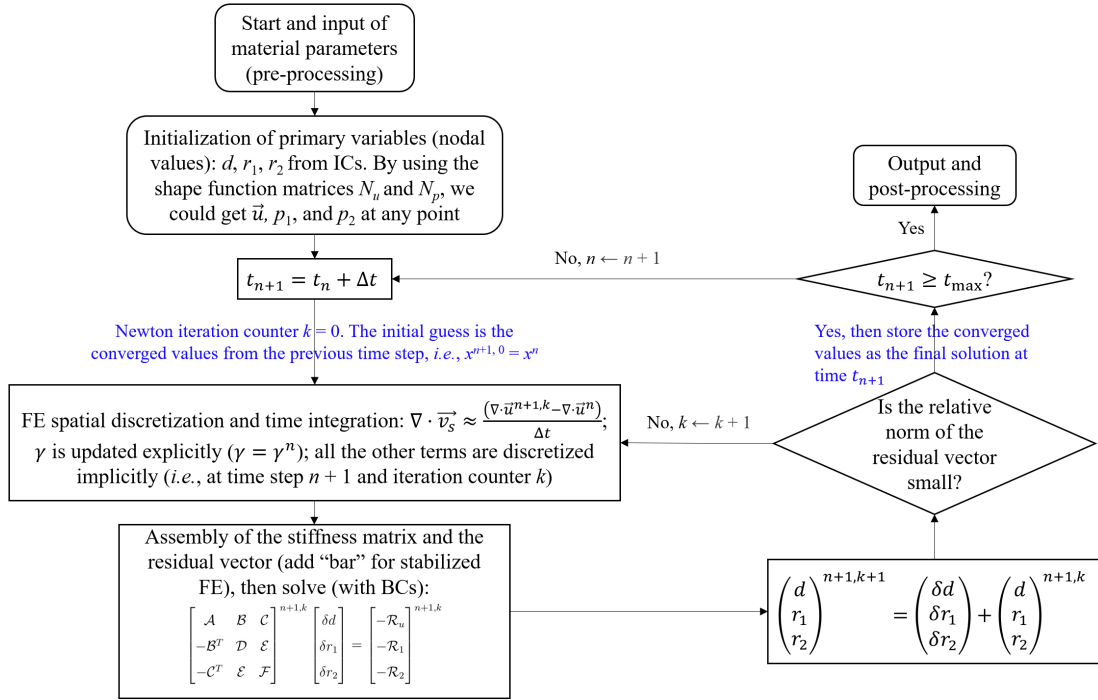 Start and input of
material parameters
(pre-processing)
Initialization of primary variables (nodal
values): d, r₁, r₂ from ICs. By using the
shape function matrices Nᵤ and Nₚ, we
could get u⃗, p₁, and p₂ at any point
tₙ₊₁ = tₙ + Δt
Newton iteration counter k = 0. The initial guess is the
converged values from the previous time step, i.e., xⁿ⁺¹˒ ⁰ = xⁿ
FE spatial discretization and time integration: ∇ · v⃗ₛ ≈ (∇·u⃗ⁿ⁺¹˒ᵏ−∇·u⃗ⁿ)/Δt;
γ is updated explicitly (γ = γⁿ); all the other terms are discretized
implicitly (i.e., at time step n + 1 and iteration counter k)
Assembly of the stiffness matrix and the
residual vector (add “bar” for stabilized
FE), then solve (with BCs):
[𝒜 ℬ 𝒞]ⁿ⁺¹˒ᵏ [δd] [−ℛᵤ]ⁿ⁺¹˒ᵏ
[−ℬᵀ 𝒟 ℰ] [δr₁] = [−ℛ₁]
[−𝒞ᵀ ℰ ℱ] [δr₂] [−ℛ₂]
(d)ⁿ⁺¹˒ᵏ⁺¹ (δd) (d)ⁿ⁺¹˒ᵏ
(r₁) = (δr₁) + (r₁)
(r₂) (δr₂) (r₂)
Is the relative
norm of the
residual vector
small?
No, k ← k + 1
Yes, then store the converged
values as the final solution at
time tₙ₊₁
tₙ₊₁ ≥ tₘₐₓ?
No, n ← n + 1
Yes
Output and
post-processing